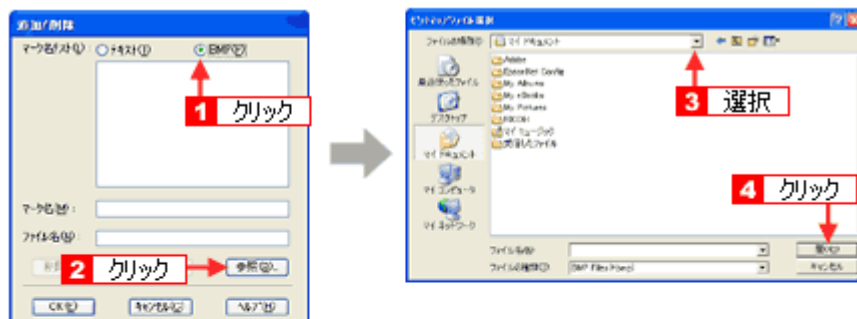 追加/削除
マーク名リスト(L) テキスト(T) BMP(P)
1 クリック
マーク名(M) :
ファイル名(N) :
2 クリック 参照(B)...
OK(E) キャンセル(C) ヘルプ(H)
ビットマップファイル選択
ファイルの場所(I): マイ ドキュメント
3 選択
最近使ったファイル
デスクトップ
マイ ドキュメント
マイ コンピュータ
マイ ネットワーク
Adobe
My Albums
My eBooks
My Pictures
RICOH
マイ ミュージック
受信したファイル
4 クリック
ファイル名(N):
開く(O)
ファイルの種類(T): BMP Files (*.bmp)
キャンセル